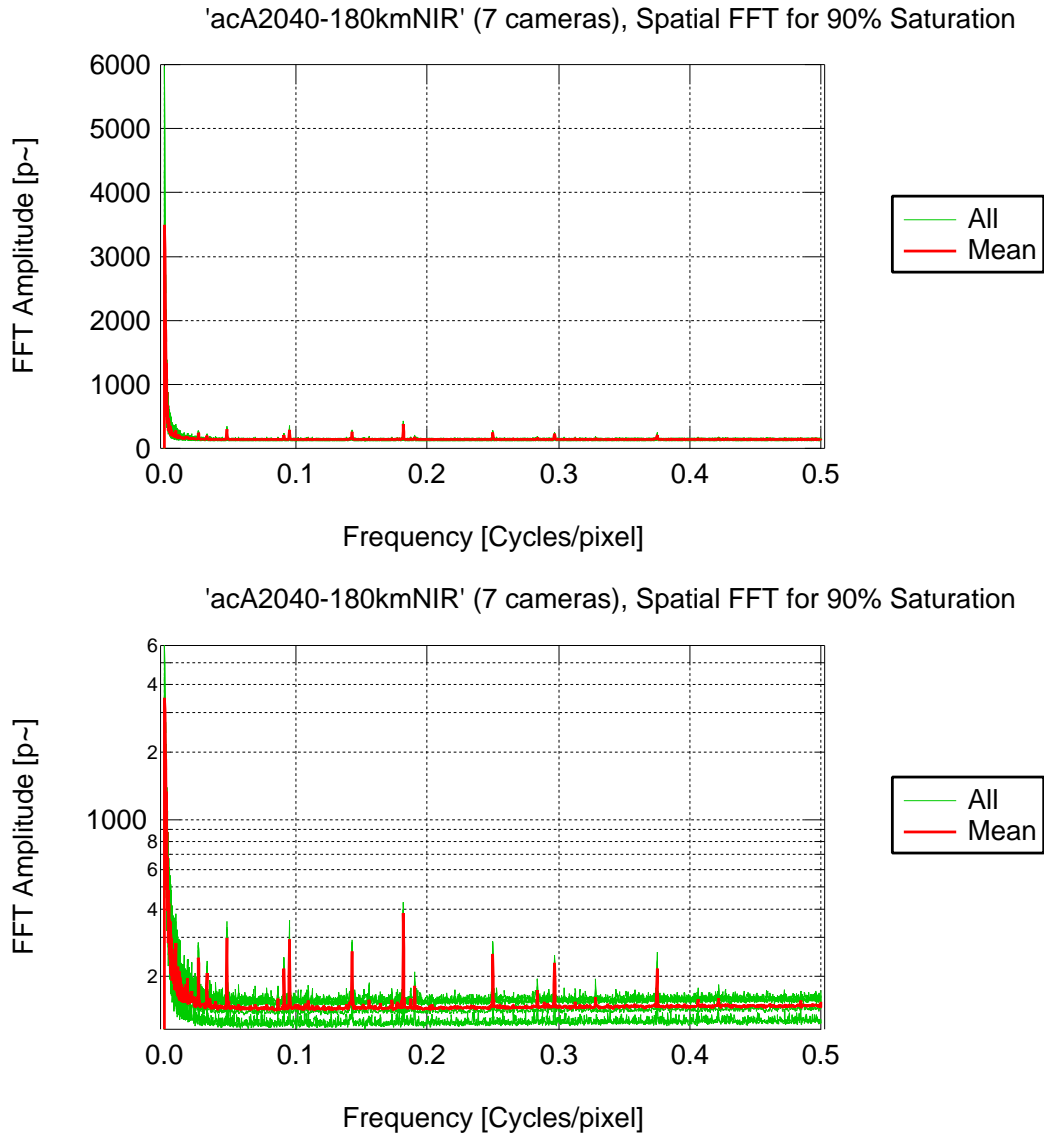 'acA2040-180kmNIR' (7 cameras), Spatial FFT for 90% Saturation
6000
5000
4000
3000
2000
1000
0
FFT Amplitude [p~]
0.0 0.1 0.2 0.3 0.4 0.5
Frequency [Cycles/pixel]
All
Mean
'acA2040-180kmNIR' (7 cameras), Spatial FFT for 90% Saturation
6
4
2
1000
8
6
4
2
FFT Amplitude [p~]
0.0 0.1 0.2 0.3 0.4 0.5
Frequency [Cycles/pixel]
All
Mean